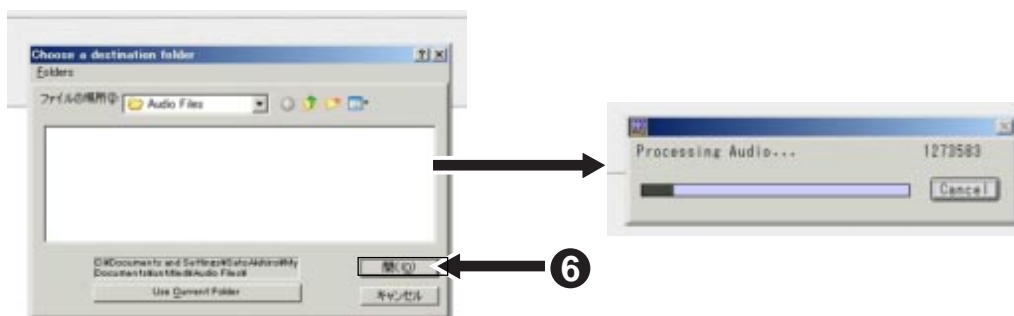 Choose a destination folder
Folders
ファイルの場所(I):
Audio Files
Use Current Folder
開(O)
キャンセル
6
Processing Audio...
1273583
Cancel